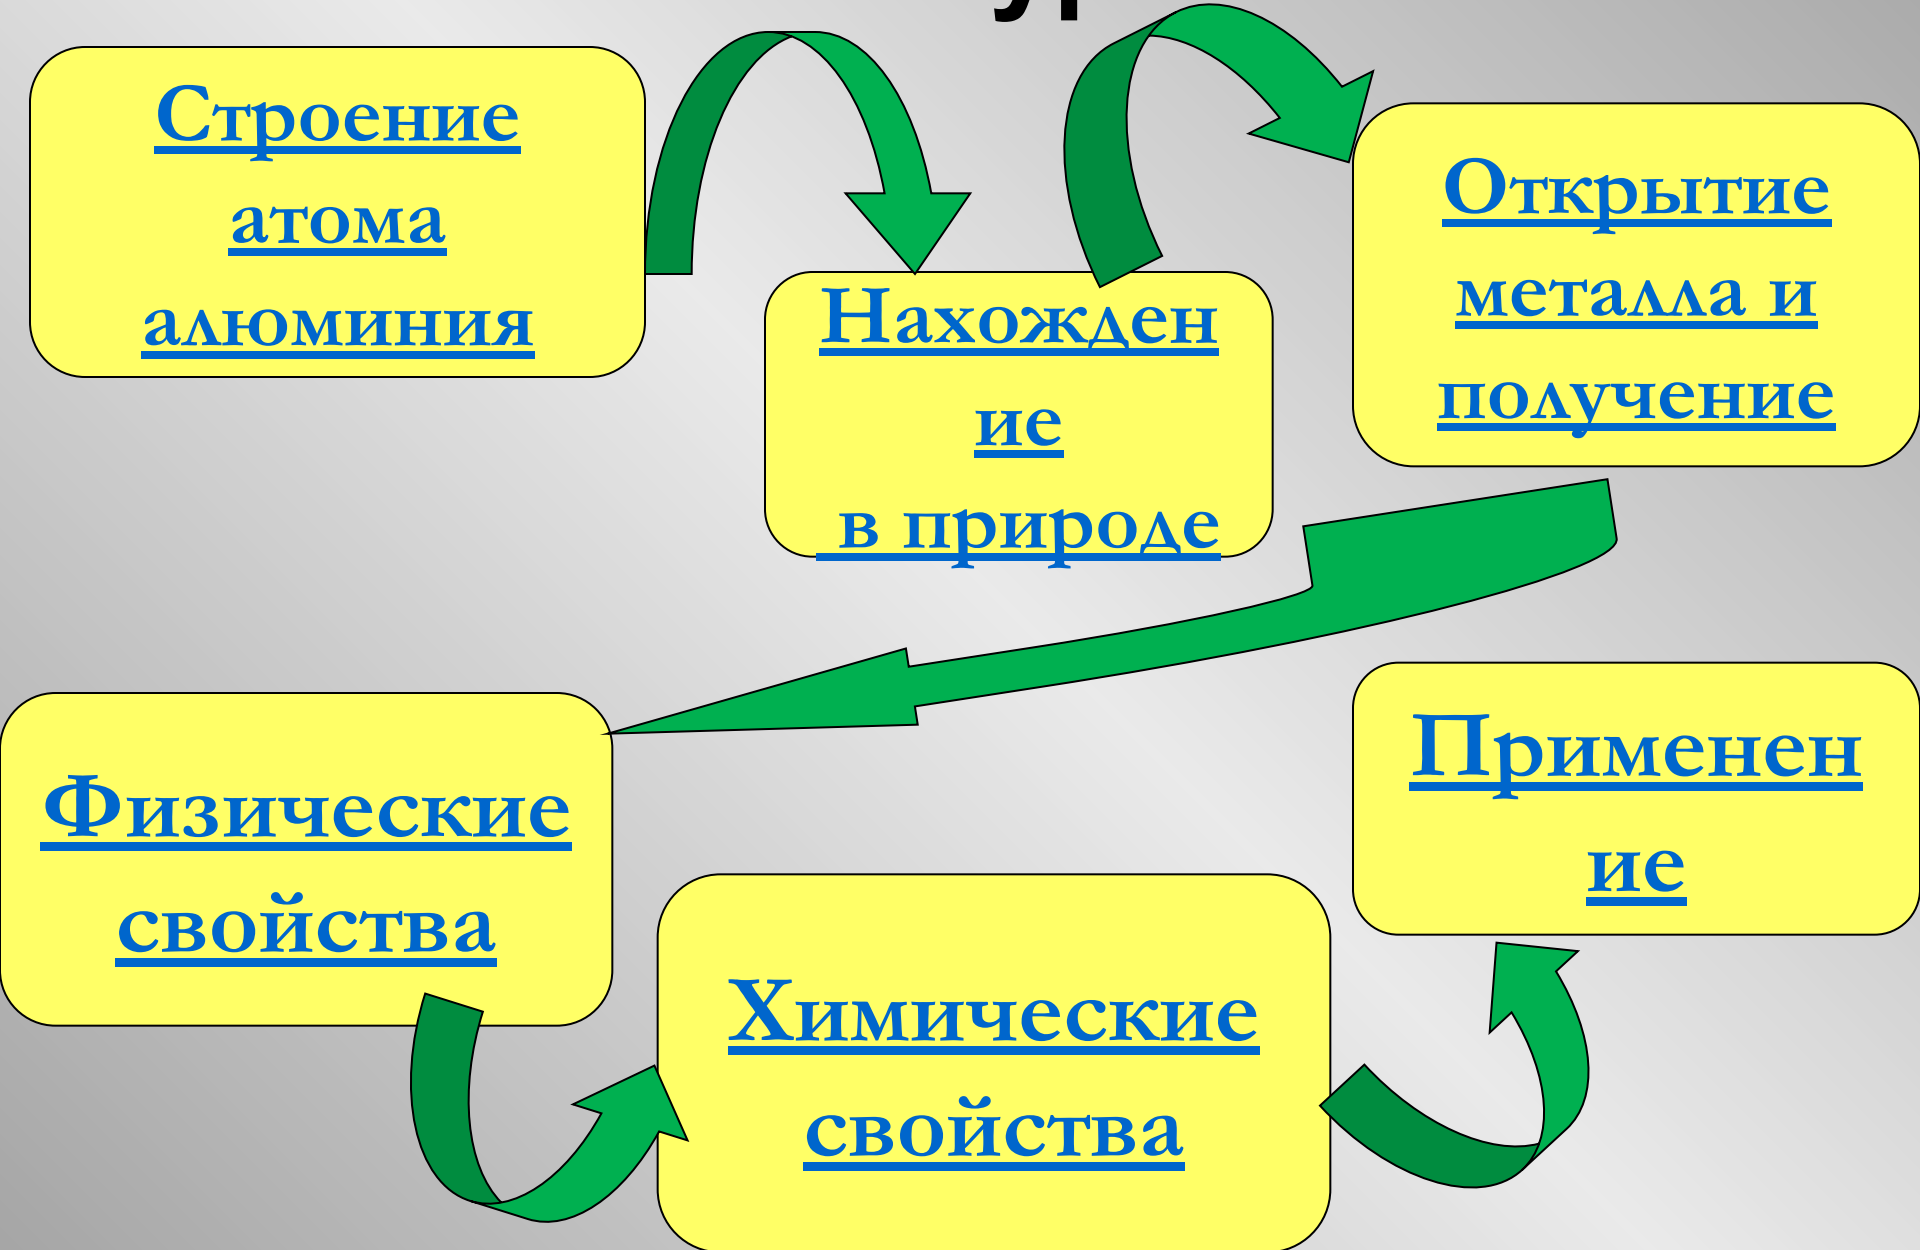 Строение
атома
алюминия
Нахожден
ие
в природе
Открытие
металла и
получение
Физические
свойства
Химические
свойства
Применен
ие